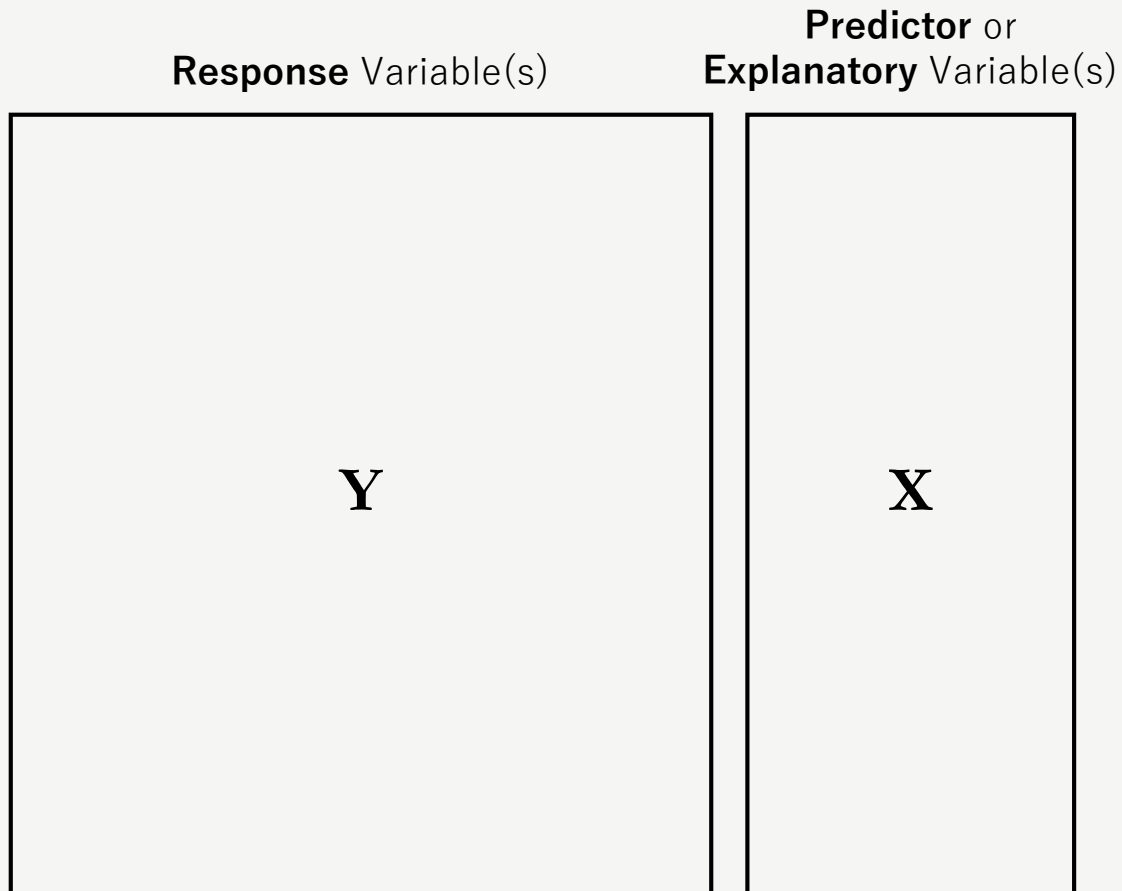 Response Variable(s)
Predictor or
Explanatory Variable(s)
Y
X